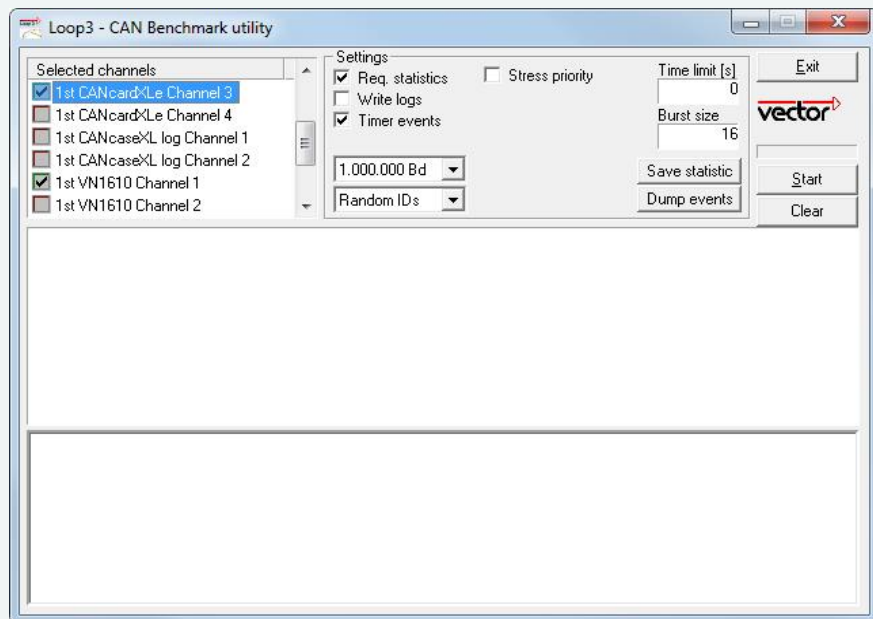 Loop3 - CAN Benchmark utility
Selected channels
1st CANcardXLe Channel 3
1st CANcardXLe Channel 4
1st CANcaseXL log Channel 1
1st CANcaseXL log Channel 2
1st VN1610 Channel 1
1st VN1610 Channel 2
Settings
Req. statistics
Write logs
Timer events
Stress priority
1.000.000 Bd
Random IDs
Time limit [s]
0
Burst size
16
Save statistic
Dump events
Exit
vector
Start
Clear